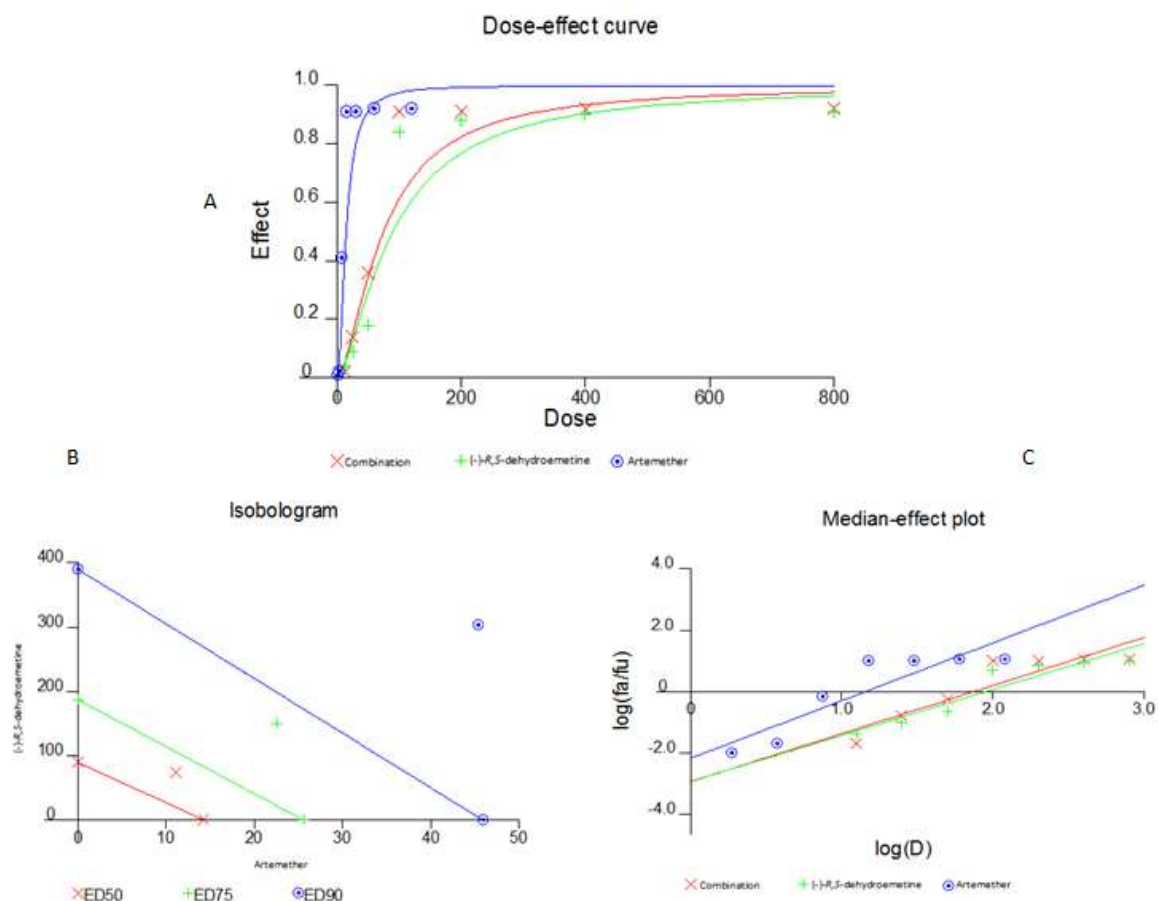 Dose-effect curve
1.0
0.8
A
0.6
Effect
0.4
0.2
0
0 200 400 600 800
Dose
Combination (-)-R,S-dehydroemetine Artemether
B
C
Isobologram
400
300
200
100
0
(-)-R,S-dehydroemetine
0 10 20 30 40 50
Artemether
ED50 ED75 ED90
Median-effect plot
4.0
2.0
0
-2.0
-4.0
log(fa/fu)
0 1.0 2.0 3.0
log(D)
Combination (-)-R,S-dehydroemetine Artemether